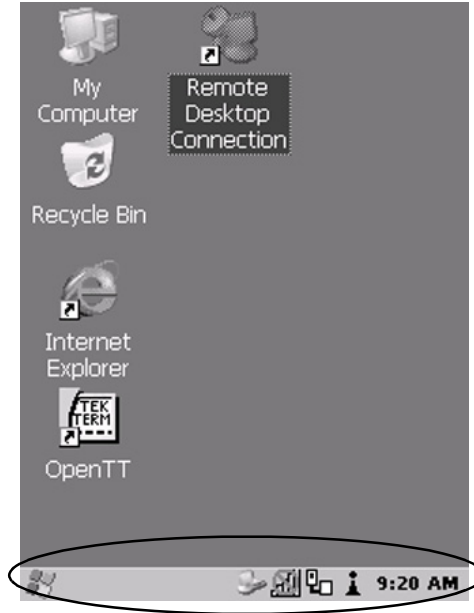 My
Computer
Remote
Desktop
Connection
Recycle Bin
Internet
Explorer
TEK
TERM
OpenTT
9:20 AM